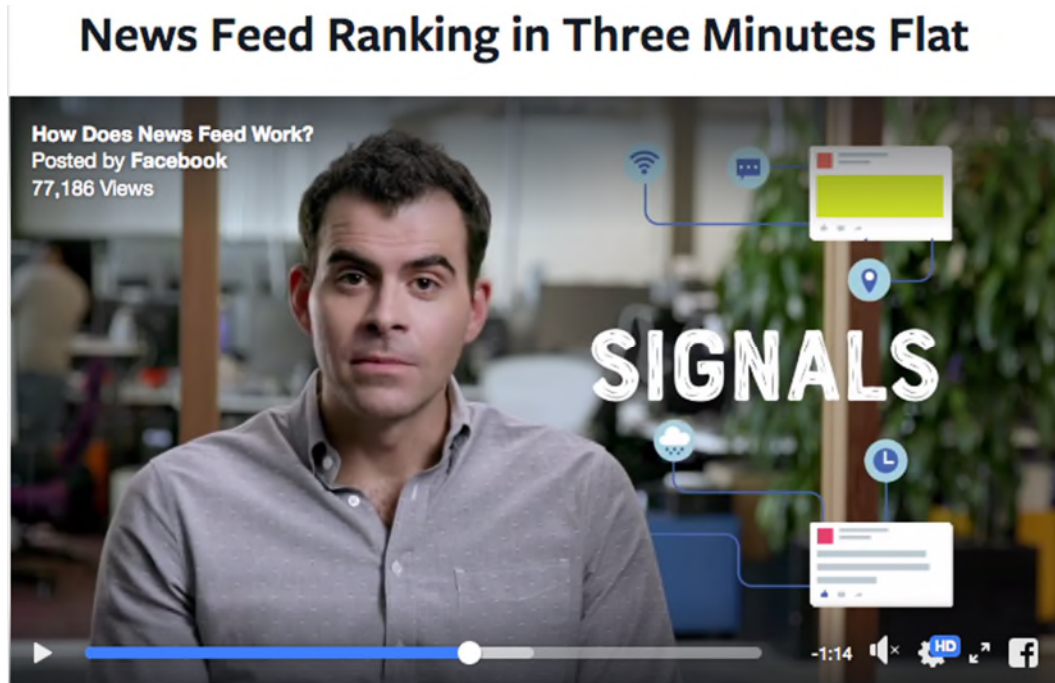 News Feed Ranking in Three Minutes Flat
How Does News Feed Work?
Posted by Facebook
77,186 Views
SIGNALS
-1:14
HD